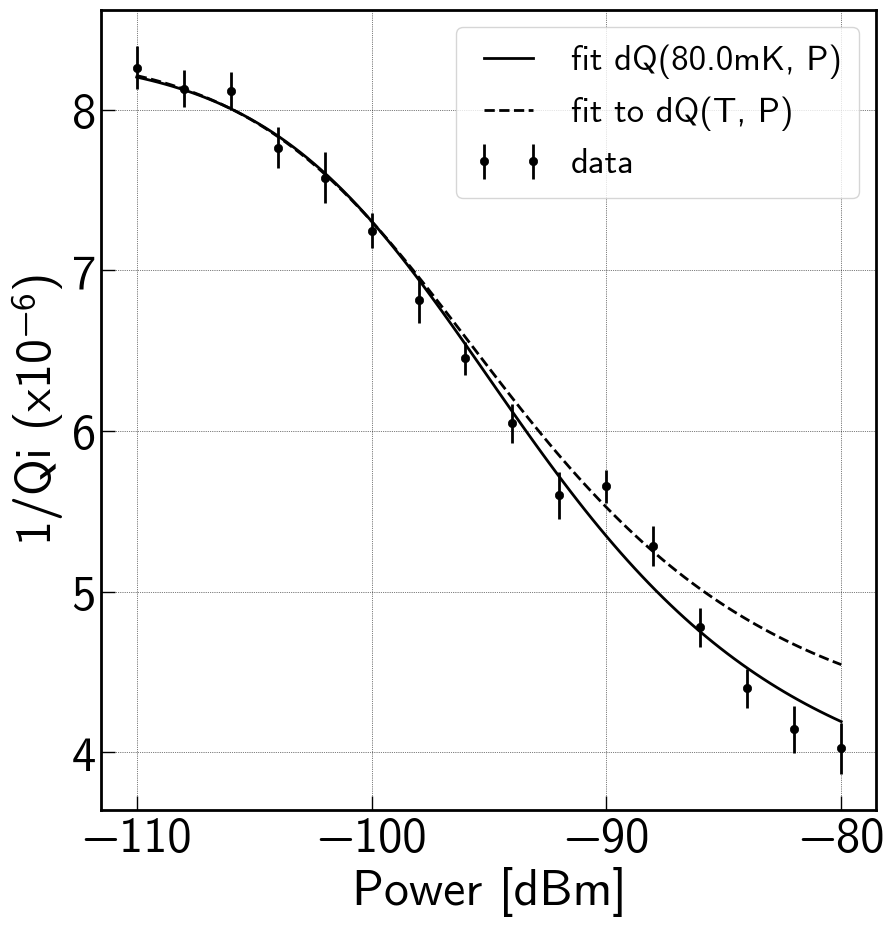 fit dQ(80.0mK, P)
fit to dQ(T, P)
data
1/Qi (x10⁻⁶)
8
7
6
5
4
−110 −100 −90 −80
Power [dBm]